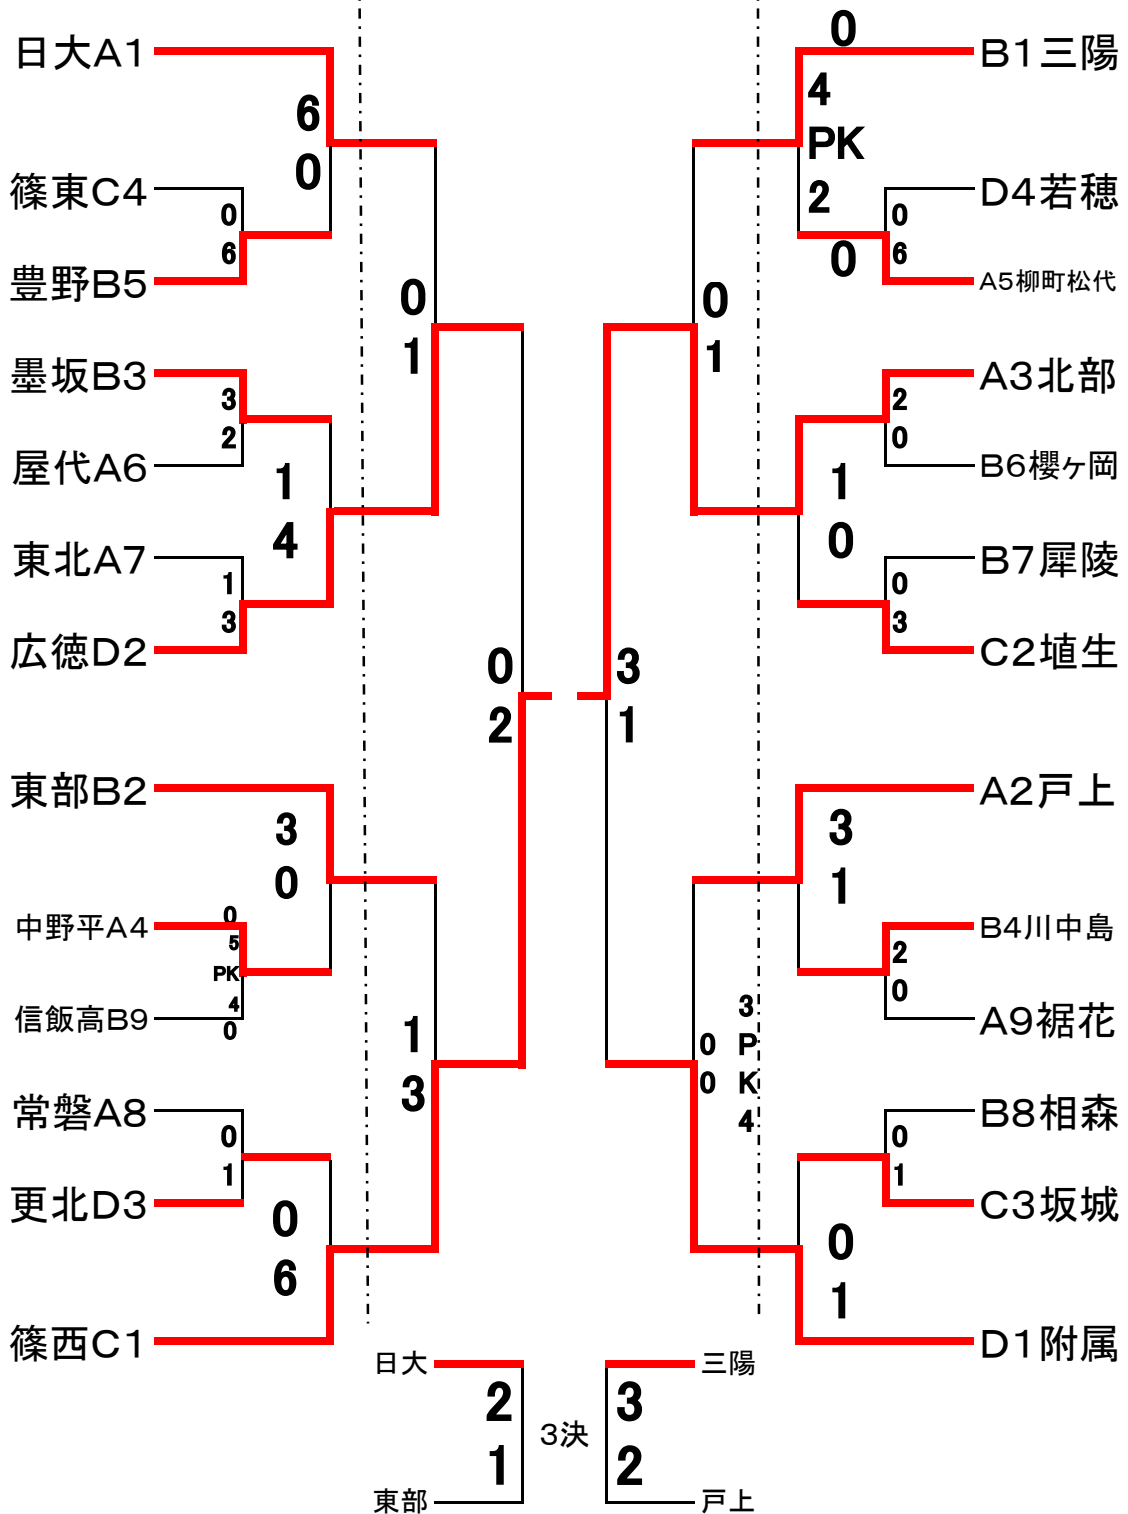 日大A1
6
0
篠東C4
0
6
豊野B5
0
1
墨坂B3
3
2
屋代A6
1
4
東北A7
1
3
広徳D2
0
2
東部B2
3
0
中野平A4
0
5
PK
4
0
信飯高B9
1
3
常磐A8
0
1
更北D3
0
6
篠西C1
0
B1三陽
4
PK
2
0
D4若穂
0
6
A5柳町松代
0
1
A3北部
2
0
B6櫻ヶ岡
1
0
B7犀陵
0
3
C2埴生
3
1
A2戸上
3
1
B4川中島
2
0
A9裾花
0
0
3
P
K
4
B8相森
0
1
C3坂城
0
1
D1附属
日大
2
1
東部
3決
三陽
3
2
戸上